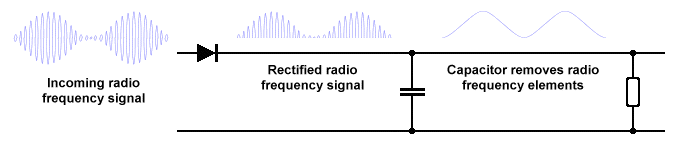 Incoming radio
frequency signal
Rectified radio
frequency signal
Capacitor removes radio
frequency elements